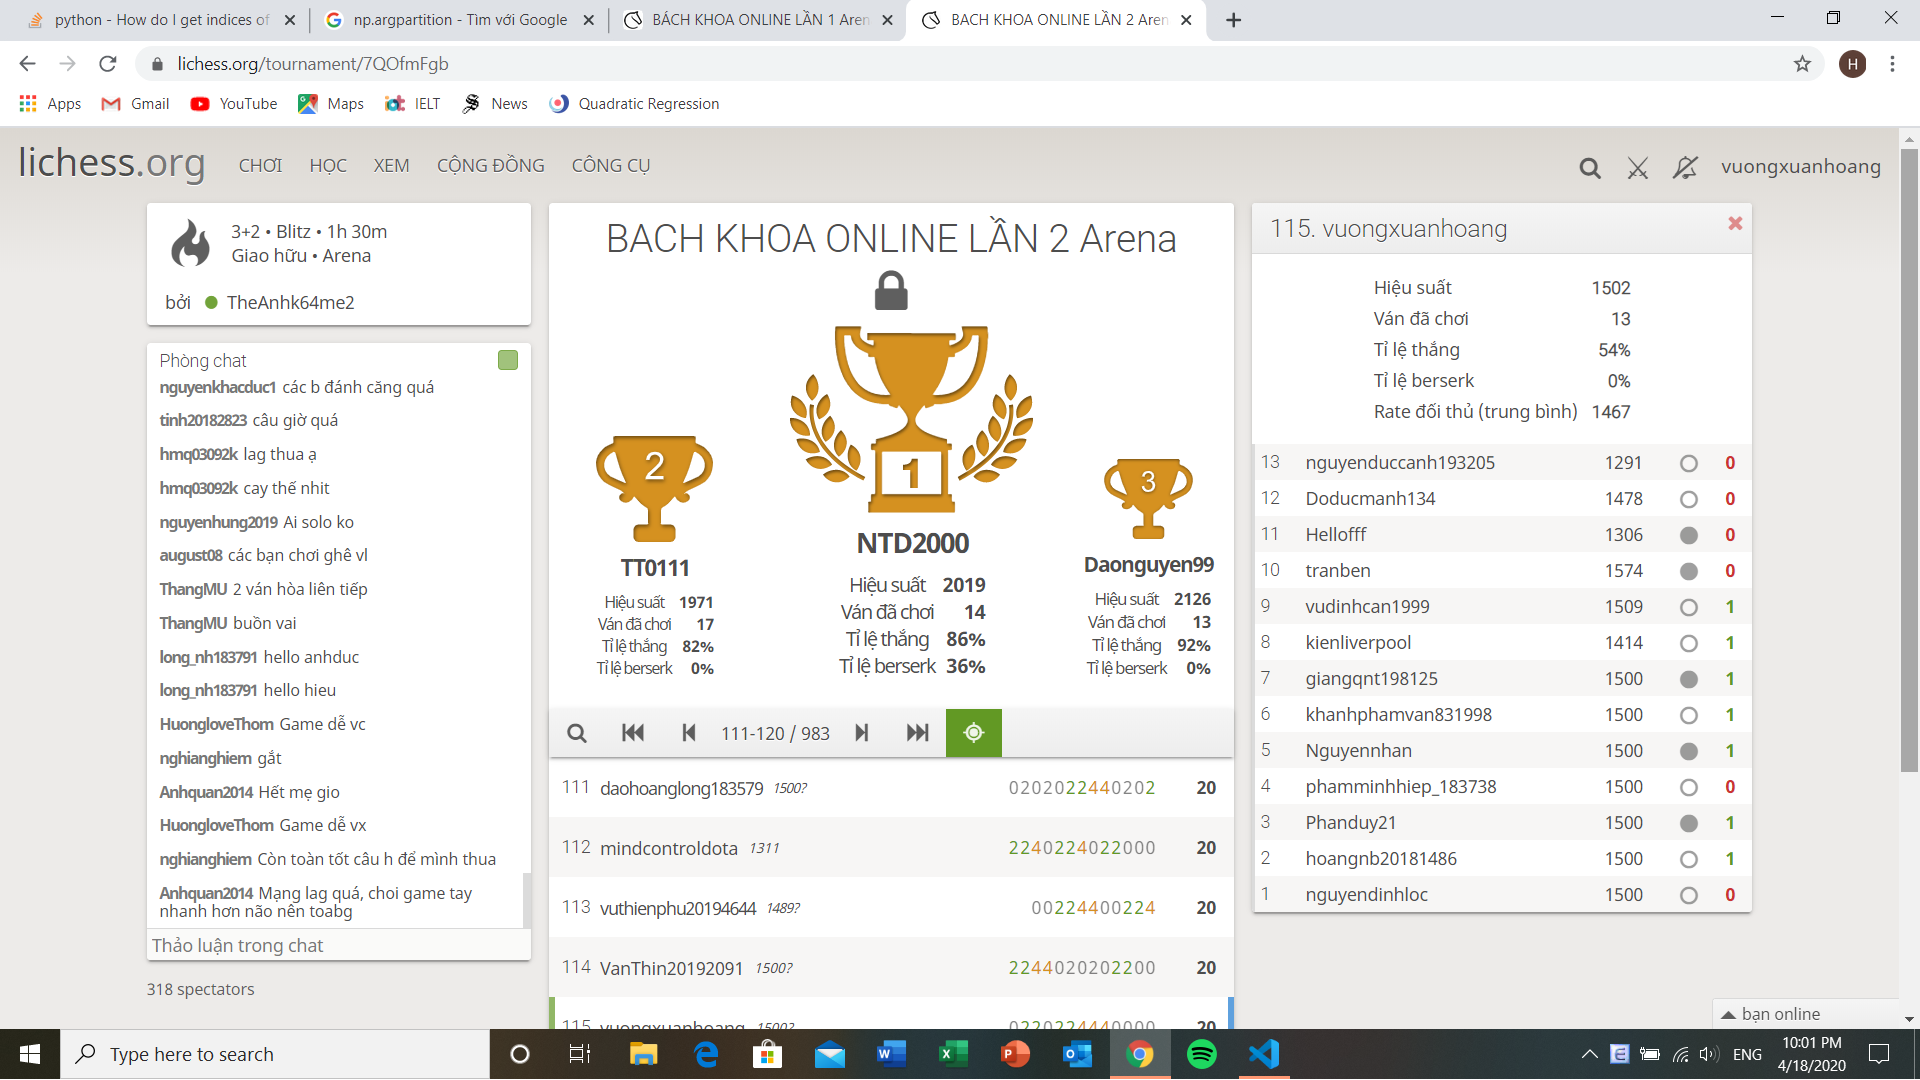 python - How do I get indices of
np.argpartition - Tìm với Google
BÁCH KHOA ONLINE LẦN 1 Aren
BACH KHOA ONLINE LẦN 2 Aren
lichess.org/tournament/7QOfmFgb
H
Apps
Gmail
YouTube
Maps
IELT
News
Quadratic Regression
lichess.org
CHƠI
HỌC
XEM
CỘNG ĐỒNG
CÔNG CỤ
vuongxuanhoang
3+2 • Blitz • 1h 30m
Giao hữu • Arena
bởi TheAnhk64me2
Phòng chat
nguyenkhacduc1 các b đánh căng quá
tinh20182823 câu giờ quá
hmq03092k lag thua ạ
hmq03092k cay thế nhit
nguyenhung2019 Ai solo ko
august08 các bạn chơi ghê vl
ThangMU 2 ván hòa liên tiếp
ThangMU buồn vai
long_nh183791 hello anhduc
long_nh183791 hello hieu
HuongloveThom Game dễ vc
nghianghiem gắt
Anhquan2014 Hết mẹ gio
HuongloveThom Game dễ vx
nghianghiem Còn toàn tốt câu h để mình thua
Anhquan2014 Mạng lag quá, choi game tay
nhanh hơn não nên toabg
Thảo luận trong chat
318 spectators
BACH KHOA ONLINE LẦN 2 Arena
2
TT0111
Hiệu suất 1971
Ván đã chơi 17
Tỉ lệ thắng 82%
Tỉ lệ berserk 0%
1
NTD2000
Hiệu suất 2019
Ván đã chơi 14
Tỉ lệ thắng 86%
Tỉ lệ berserk 36%
3
Daonguyen99
Hiệu suất 2126
Ván đã chơi 13
Tỉ lệ thắng 92%
Tỉ lệ berserk 0%
111-120 / 983
111 daohoanglong183579 1500? 0202022440202 20
112 mindcontroldota 1311 2240224022000 20
113 vuthienphu20194644 1489? 00224400224 20
114 VanThin20192091 1500? 2244020202200 20
115 vuongxuanhoang 1500? 0220224440000 20
115. vuongxuanhoang
Hiệu suất 1502
Ván đã chơi 13
Tỉ lệ thắng 54%
Tỉ lệ berserk 0%
Rate đối thủ (trung bình) 1467
13 nguyenduccanh193205 1291 0
12 Doducmanh134 1478 0
11 Hellofff 1306 0
10 tranben 1574 0
9 vudinhcan1999 1509 1
8 kienliverpool 1414 1
7 giangqnt198125 1500 1
6 khanhphamvan831998 1500 1
5 Nguyennhan 1500 1
4 phamminhhiep_183738 1500 0
3 Phanduy21 1500 1
2 hoangnb20181486 1500 1
1 nguyendinhloc 1500 0
bạn online
Type here to search
ENG
10:01 PM
4/18/2020